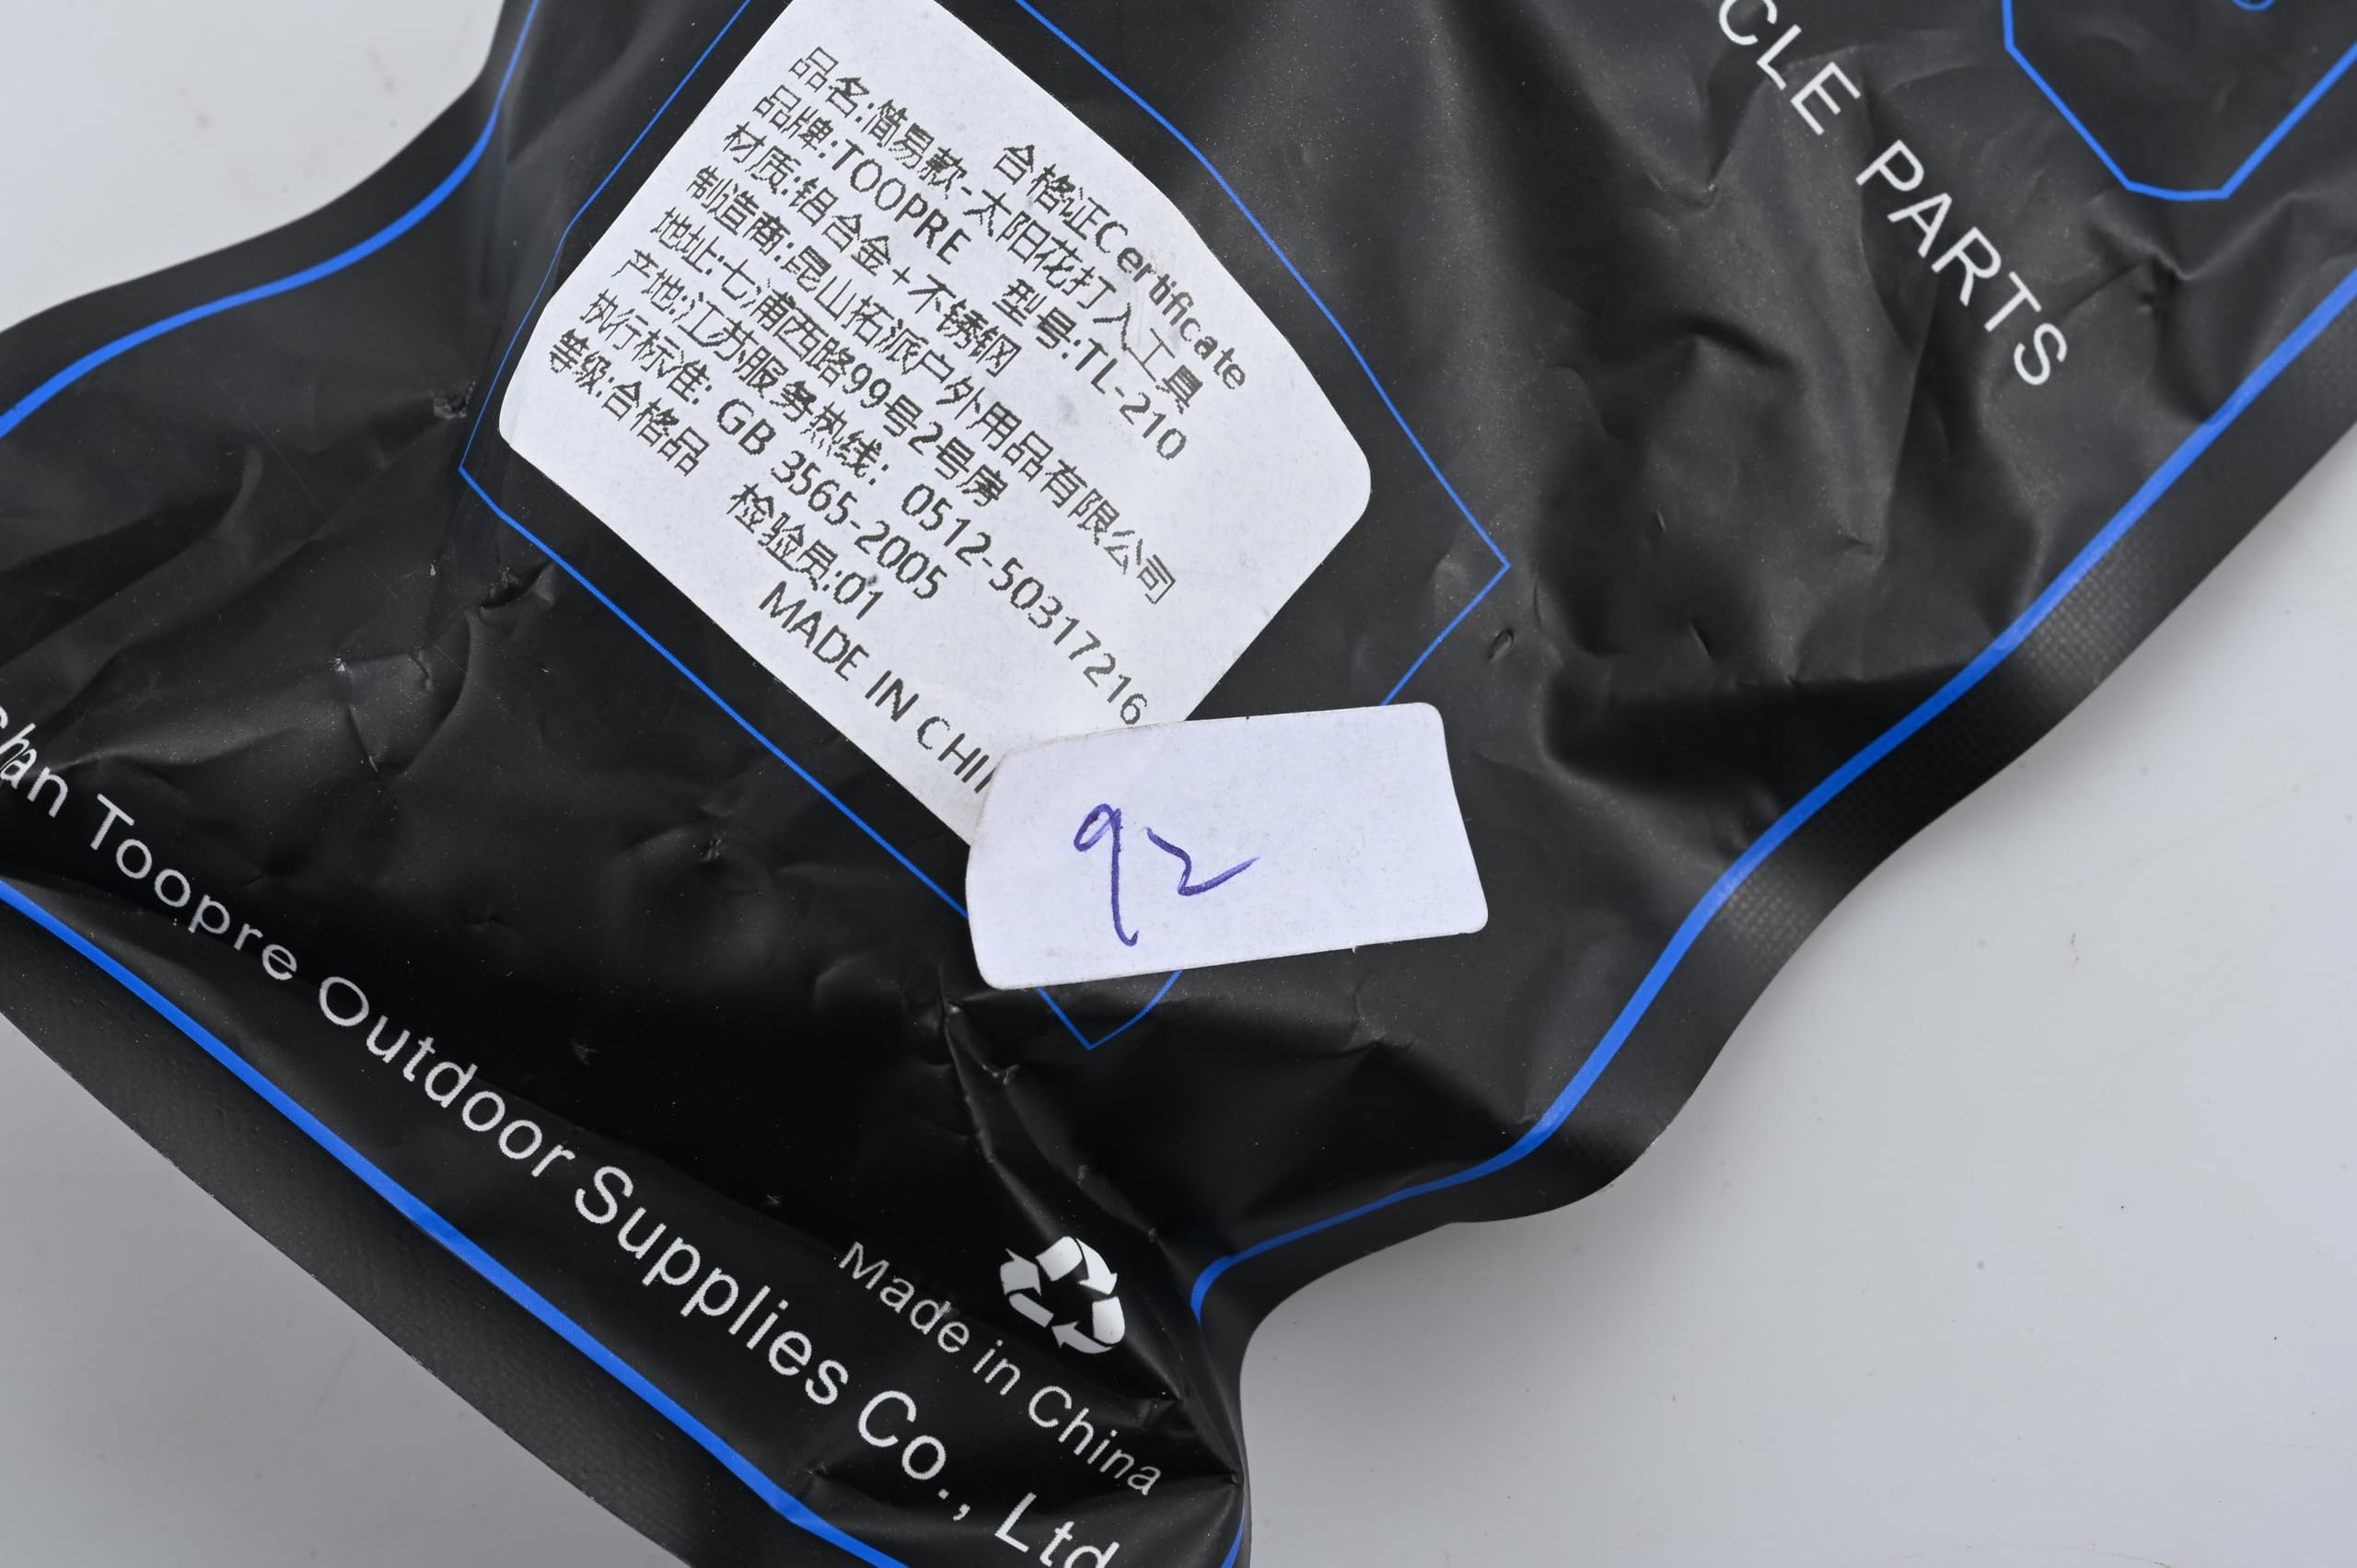 合格证Certificate
品名:简易款-太阳花打入工具
品牌:TOOPRE 型号:TL-210
材质:铝合金+不锈钢
制造商:昆山拓派户外用品有限公司
地址:七浦西路99号2号房
产地:江苏服务热线: 0512-50317216
执行标准: GB 3565-2005
等级:合格品 检验员:01
MADE IN CHI
92
CLE PARTS
shan Toopre Outdoor Supplies Co., Ltd
Made in China